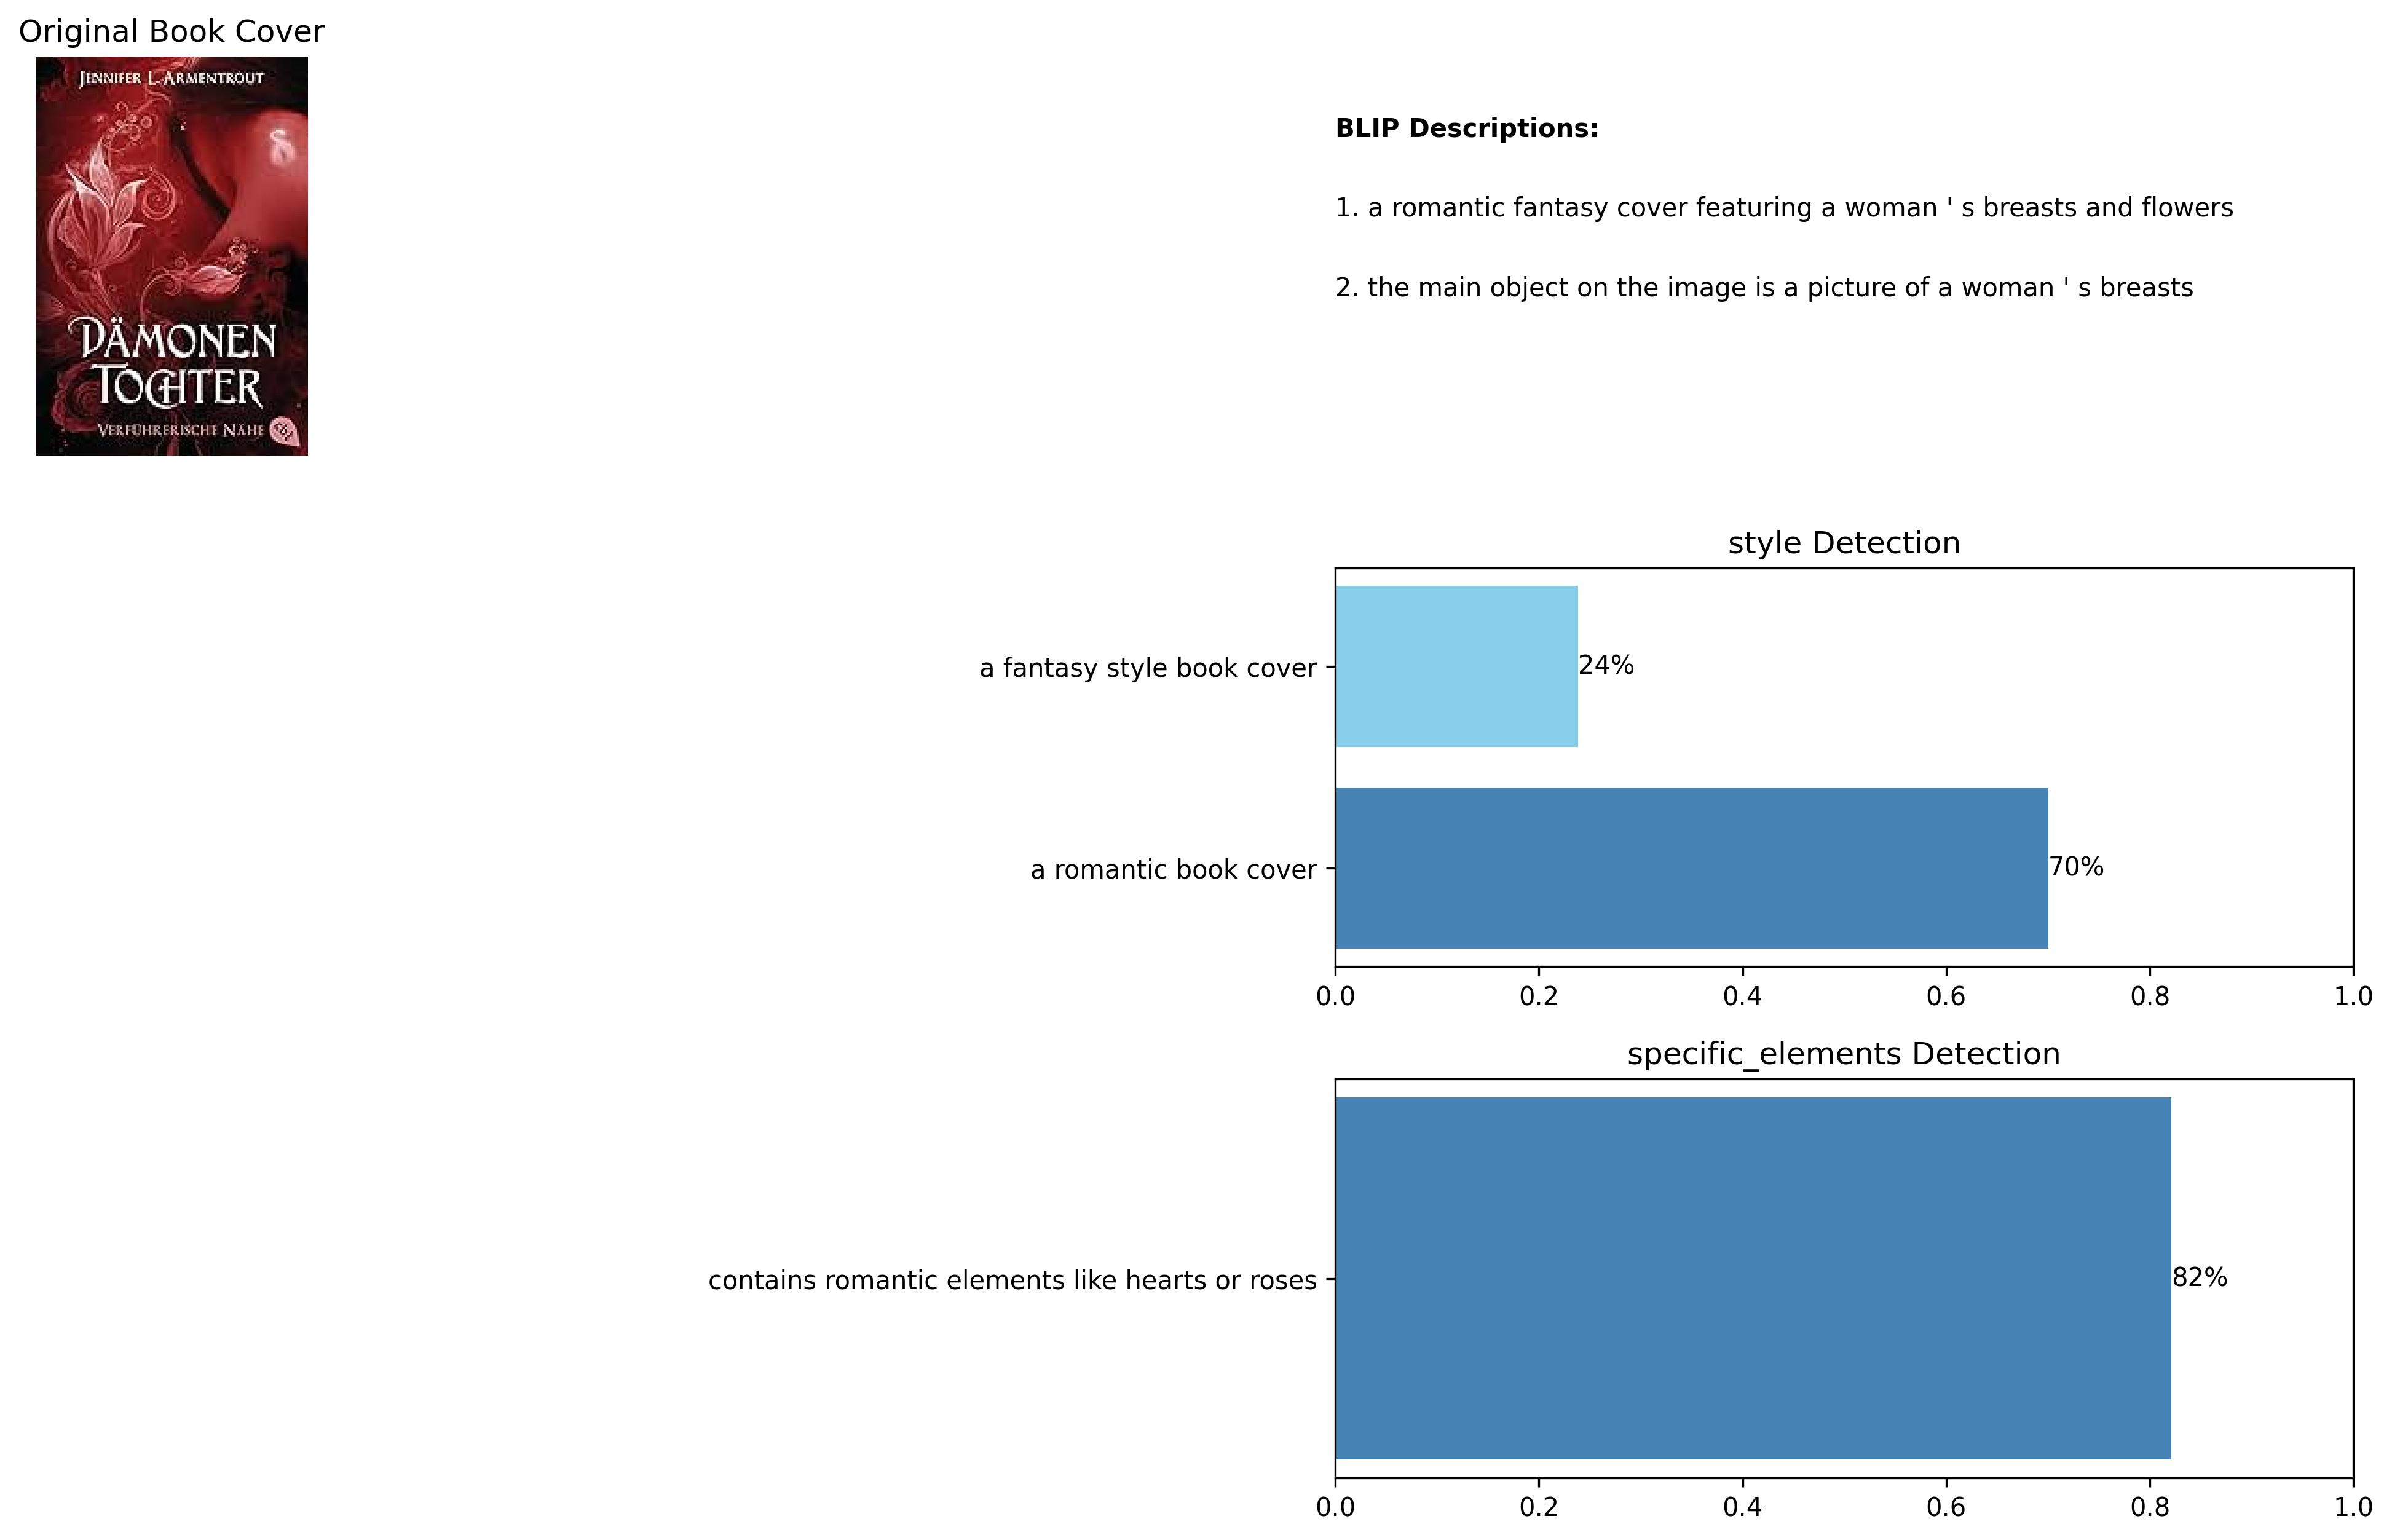 Original Book Cover
JENNIFER L. ARMENTROUT
DÄMONEN
TOCHTER
VERFÜHRERISCHE NÄHE
cbt
BLIP Descriptions:
1. a romantic fantasy cover featuring a woman ' s breasts and flowers
2. the main object on the image is a picture of a woman ' s breasts
style Detection
a fantasy style book cover
24%
a romantic book cover
70%
0.0 0.2 0.4 0.6 0.8 1.0
specific_elements Detection
contains romantic elements like hearts or roses
82%
0.0 0.2 0.4 0.6 0.8 1.0